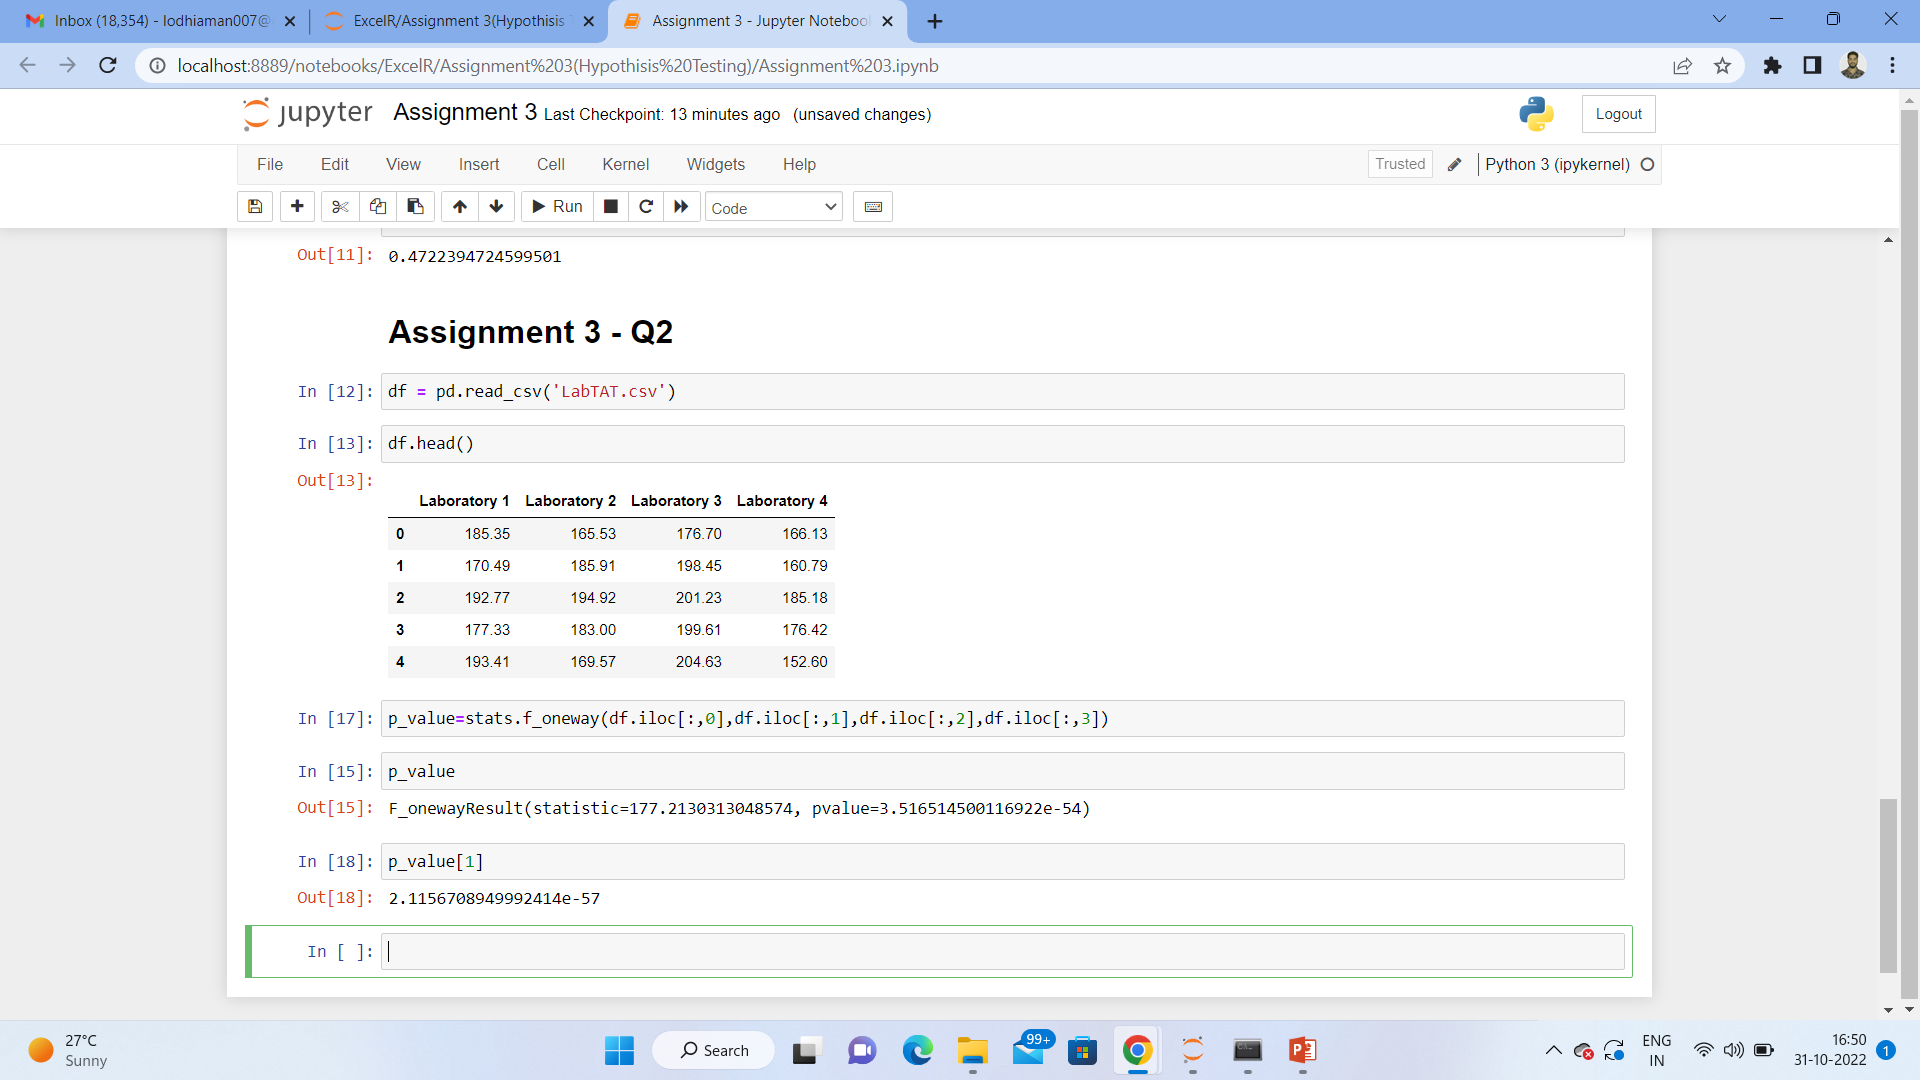 Inbox (18,354) - lodhiaman007@
ExcelR/Assignment 3(Hypothisis
Assignment 3 - Jupyter Notebook
localhost:8889/notebooks/ExcelR/Assignment%203(Hypothisis%20Testing)/Assignment%203.ipynb
jupyter Assignment 3 Last Checkpoint: 13 minutes ago (unsaved changes)
Logout
File Edit View Insert Cell Kernel Widgets Help
Trusted
Python 3 (ipykernel)
Run
Code
Out[11]: 0.4722394724599501
Assignment 3 - Q2
In [12]: df = pd.read_csv('LabTAT.csv')
In [13]: df.head()
Out[13]:
Laboratory 1 Laboratory 2 Laboratory 3 Laboratory 4
0 185.35 165.53 176.70 166.13
1 170.49 185.91 198.45 160.79
2 192.77 194.92 201.23 185.18
3 177.33 183.00 199.61 176.42
4 193.41 169.57 204.63 152.60
In [17]: p_value=stats.f_oneway(df.iloc[:,0],df.iloc[:,1],df.iloc[:,2],df.iloc[:,3])
In [15]: p_value
Out[15]: F_onewayResult(statistic=177.2130313048574, pvalue=3.516514500116922e-54)
In [18]: p_value[1]
Out[18]: 2.1156708949992414e-57
In [ ]:
27°C
Sunny
Search
99+
ENG
IN
16:50
31-10-2022
1